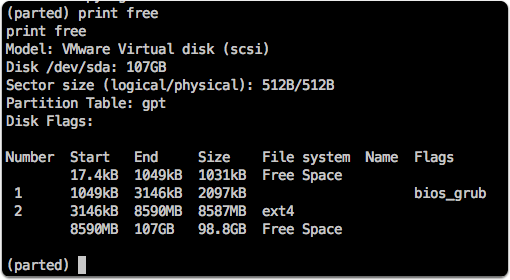 (parted) print free
print free
Model: VMware Virtual disk (scsi)
Disk /dev/sda: 107GB
Sector size (logical/physical): 512B/512B
Partition Table: gpt
Disk Flags:
Number  Start   End     Size    File system  Name  Flags
        17.4kB  1049kB  1031kB  Free Space
 1      1049kB  3146kB  2097kB                     bios_grub
 2      3146kB  8590MB  8587MB  ext4
        8590MB  107GB   98.8GB  Free Space
(parted)